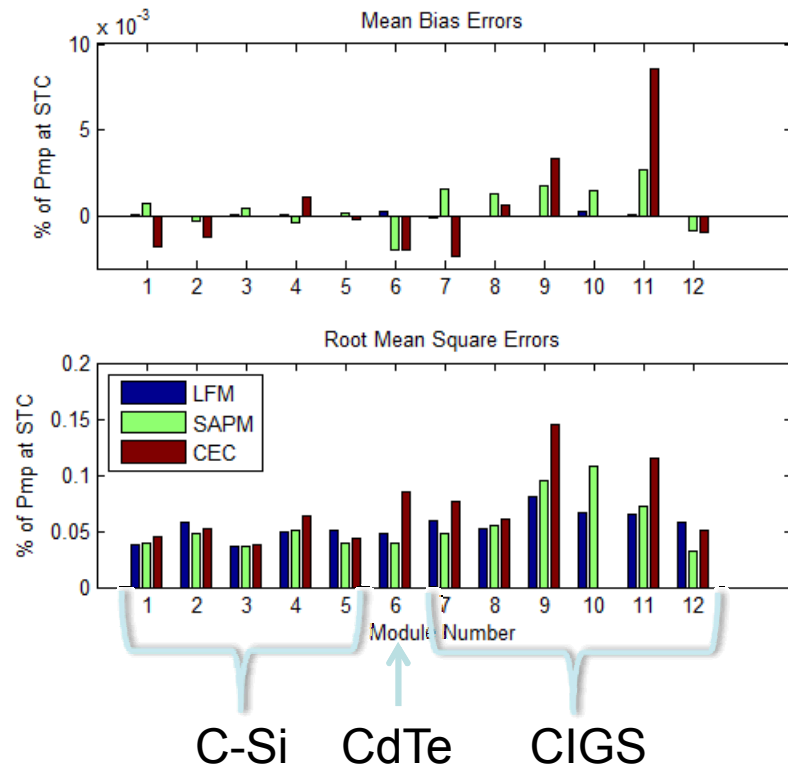 Mean Bias Errors
x 10⁻³
10
5
0
% of Pmp at STC
1 2 3 4 5 6 7 8 9 10 11 12
Root Mean Square Errors
0.2
0.15
0.1
0.05
0
% of Pmp at STC
LFM
SAPM
CEC
1 2 3 4 5 6 7 8 9 10 11 12
Module Number
C-Si CdTe CIGS